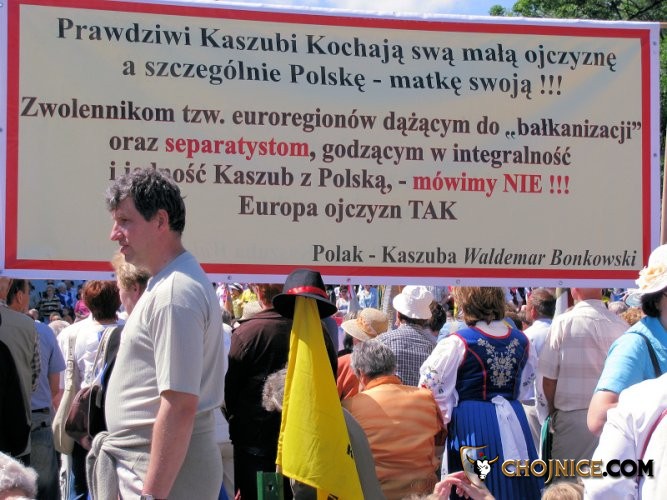 Prawdziwi Kaszubi Kochają swą małą ojczyznę
a szczególnie Polskę - matkę swoją !!!
Zwolennikom tzw. euroregionów dążącym do „bałkanizacji”
oraz separatystom, godzącym w integralność
i jedność Kaszub z Polską, - mówimy NIE !!!
Europa ojczyzn TAK
Polak - Kaszuba Waldemar Bonkowski
CHOJNICE.COM